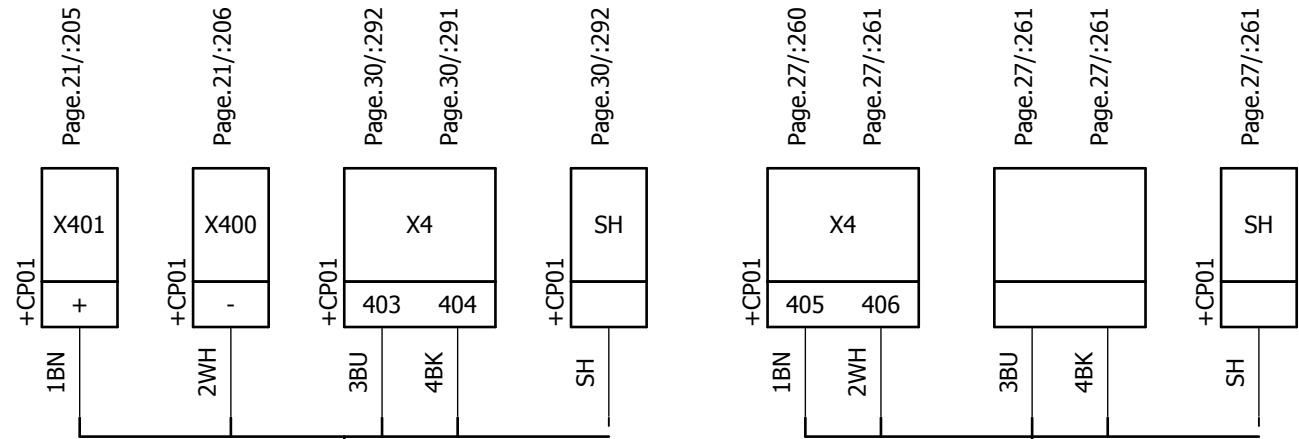 Page.21/:205
Page.21/:206
Page.30/:292
Page.30/:291
Page.30/:292
Page.27/:260
Page.27/:261
Page.27/:261
Page.27/:261
Page.27/:261
+CP01
X401
+
+CP01
X400
-
+CP01
X4
403 404
+CP01
SH
+CP01
X4
405 406
+CP01
SH
1BN
2WH
3BU
4BK
SH
1BN
2WH
3BU
4BK
SH